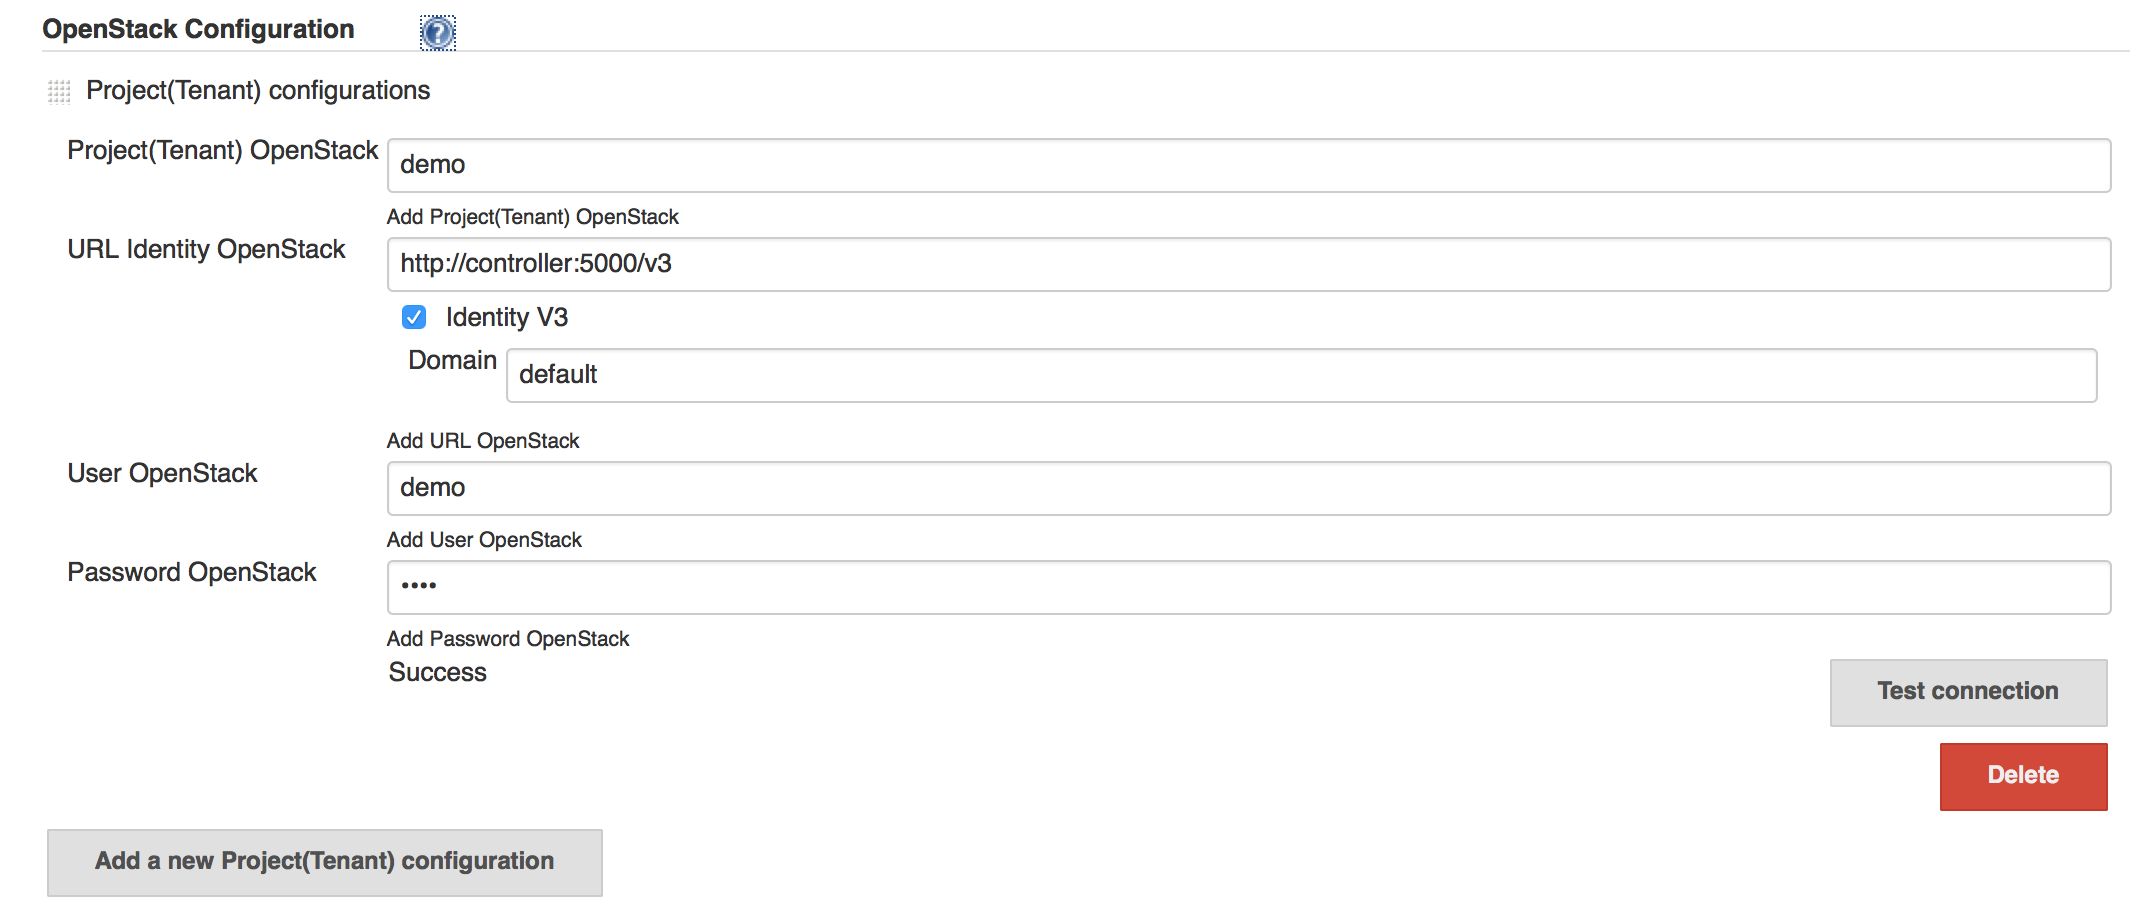 OpenStack Configuration
Project(Tenant) configurations
Project(Tenant) OpenStack
demo
Add Project(Tenant) OpenStack
URL Identity OpenStack
http://controller:5000/v3
Identity V3
Domain
default
Add URL OpenStack
User OpenStack
demo
Add User OpenStack
Password OpenStack
••••
Add Password OpenStack
Success
Test connection
Delete
Add a new Project(Tenant) configuration